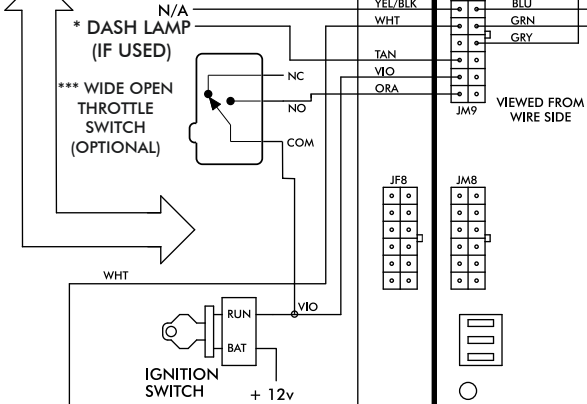 N/A
YEL/BLK
BLU
* DASH LAMP
(IF USED)
WHT
GRN
GRY
TAN
VIO
ORA
NC
NO
COM
*** WIDE OPEN
THROTTLE
SWITCH
(OPTIONAL)
JM9
VIEWED FROM
WIRE SIDE
JF8
JM8
WHT
RUN
VIO
BAT
IGNITION
SWITCH
+ 12v